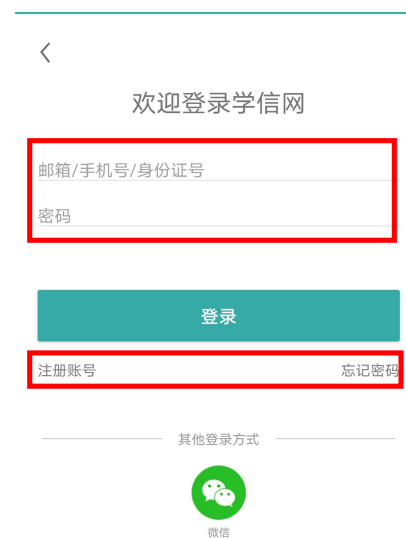 欢迎登录学信网
邮箱/手机号/身份证号
密码
登录
注册账号 忘记密码
其他登录方式
微信